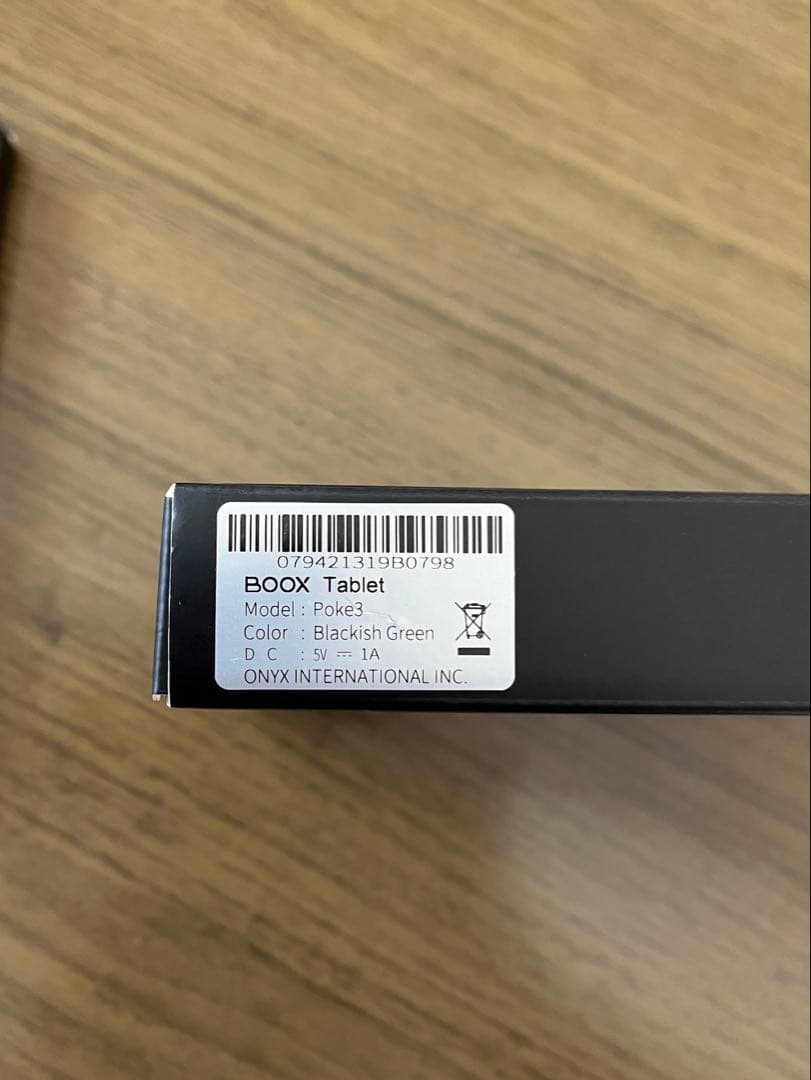 079421319B0798
BOOX Tablet
Model : Poke3
Color : Blackish Green
D C : 5V ⎓ 1A
ONYX INTERNATIONAL INC.